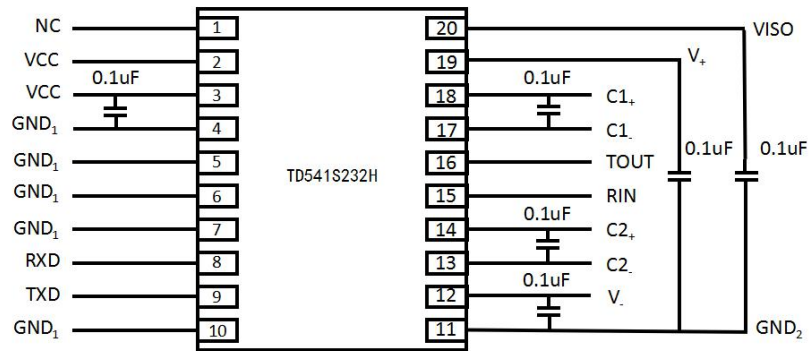 NC 1 20 VISO
VCC 2 19 V+
VCC 0.1uF 3 18 0.1uF C1+
GND1 4 17 C1-
GND1 5 16 TOUT 0.1uF 0.1uF
TD541S232H
GND1 6 15 RIN
GND1 7 14 0.1uF C2+
RXD 8 13 C2-
TXD 9 12 0.1uF V-
GND1 10 11 GND2